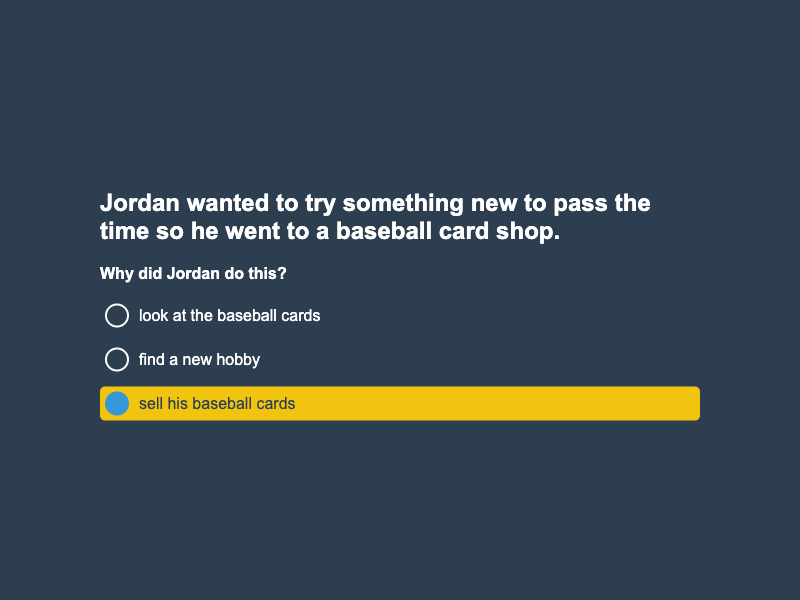 Jordan wanted to try something new to pass the
time so he went to a baseball card shop.
Why did Jordan do this?
look at the baseball cards
find a new hobby
sell his baseball cards